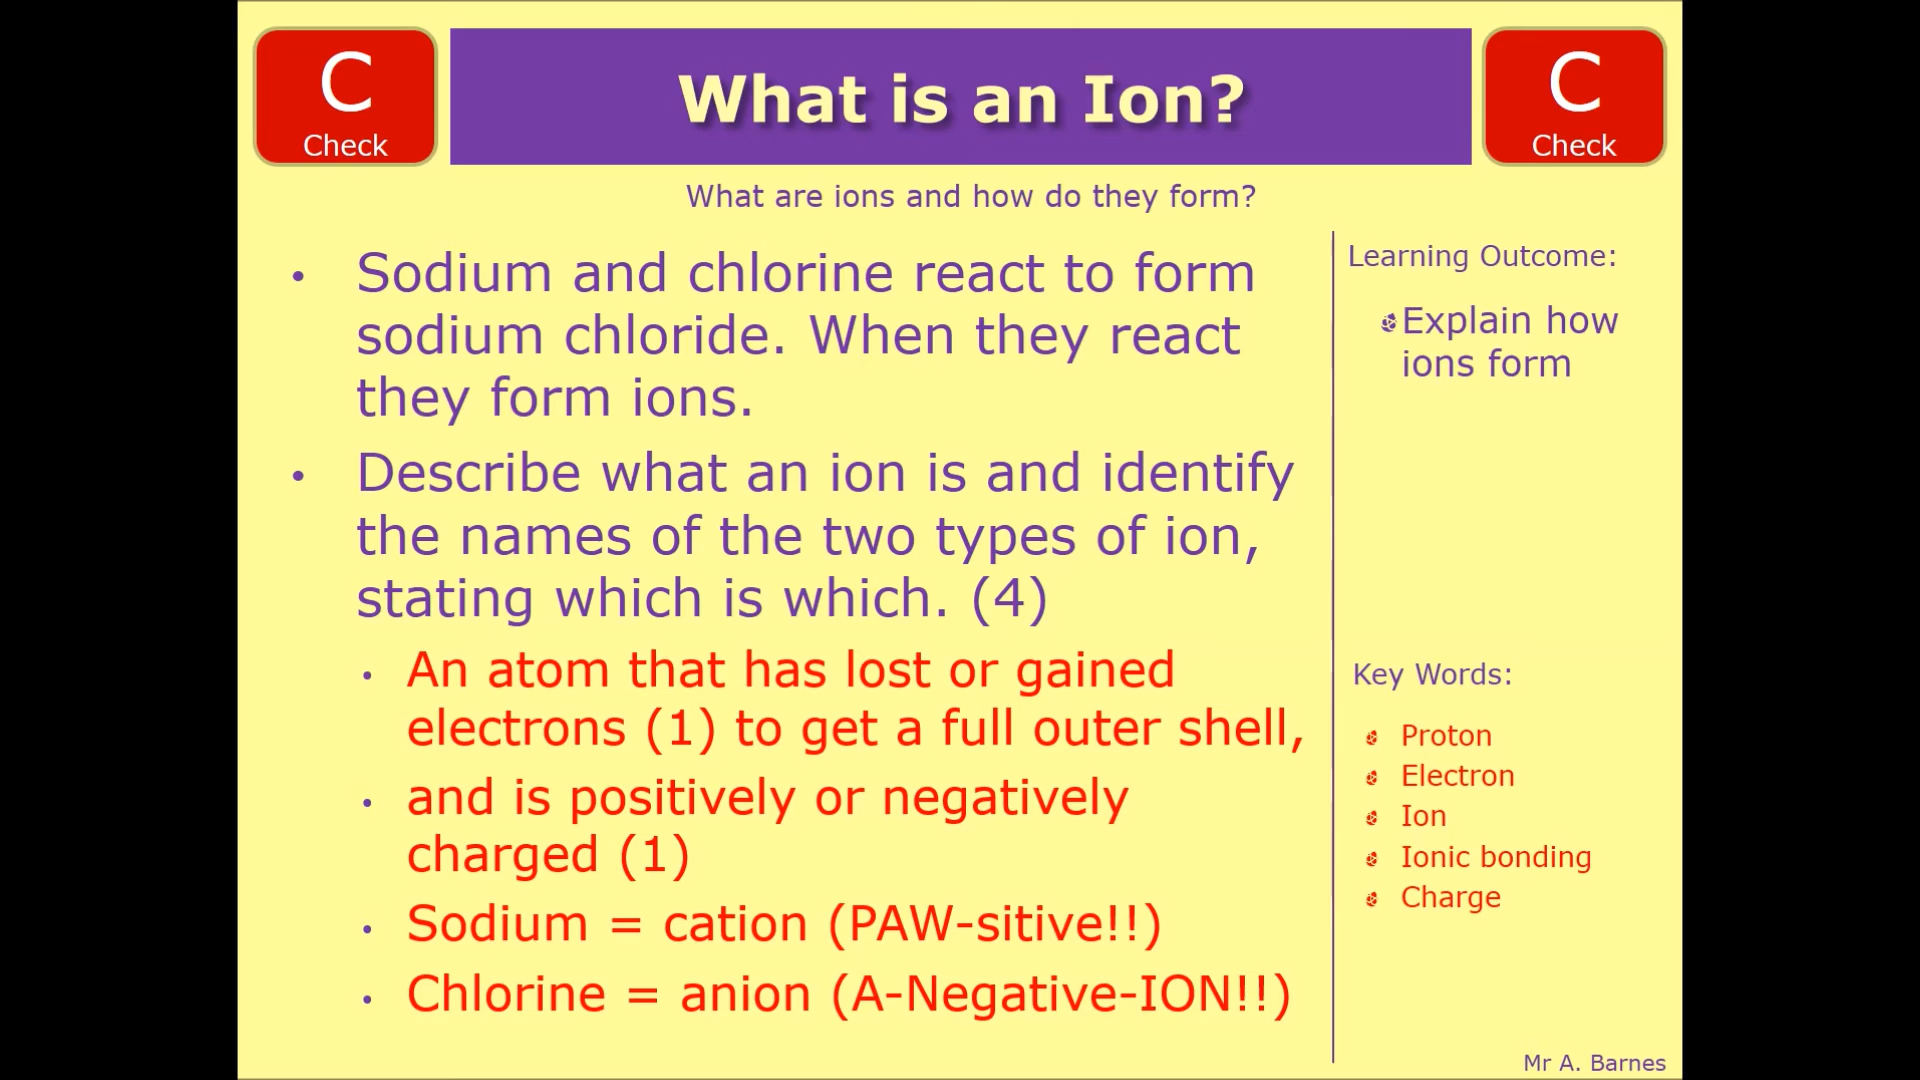 C
Check
What is an Ion?
C
Check
What are ions and how do they form?
• Sodium and chlorine react to form
sodium chloride. When they react
they form ions.
• Describe what an ion is and identify
the names of the two types of ion,
stating which is which. (4)
• An atom that has lost or gained
electrons (1) to get a full outer shell,
• and is positively or negatively
charged (1)
• Sodium = cation (PAW-sitive!!)
• Chlorine = anion (A-Negative-ION!!)
Learning Outcome:
Explain how
ions form
Key Words:
Proton
Electron
Ion
Ionic bonding
Charge
Mr A. Barnes